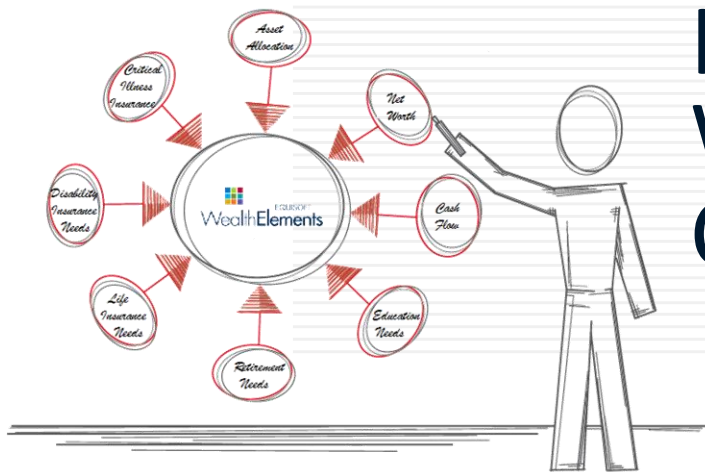 Asset
Allocation
Critical
Illness
Insurance
Net
Worth
Disability
Insurance
Needs
EQUISOFT
WealthElements
Cash
Flow
Life
Insurance
Needs
Education
Needs
Retirement
Needs